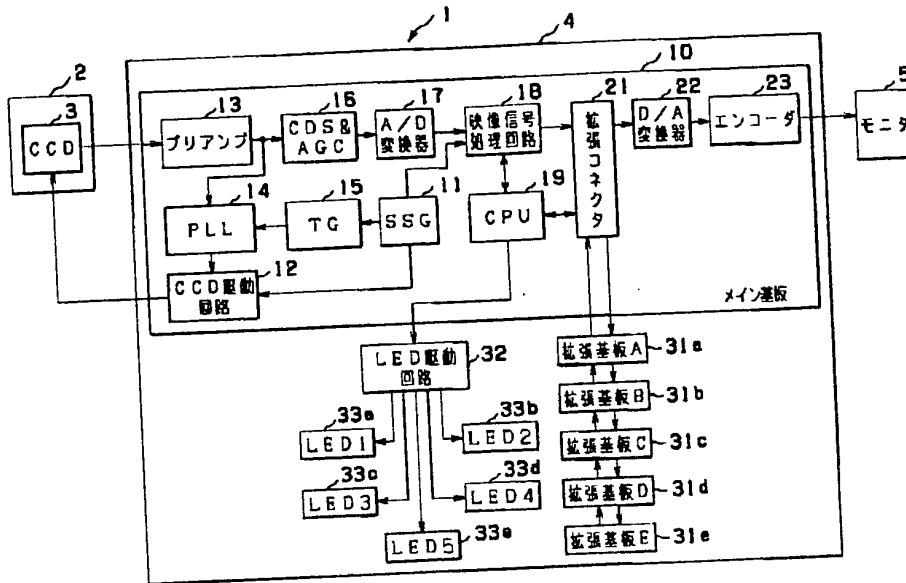 1
4
2
10
3
CCD
13
プリアンプ
16
CDS&
AGC
17
A/D
変換器
18
映像信号
処理回路
21
拡張コネクタ
22
D/A
変換器
23
エンコーダ
5
モニタ
14
PLL
15
TG
11
SSG
19
CPU
12
CCD駆動
回路
メイン基板
LED駆動
回路
32
拡張基板A
31a
33a
LED1
33b
LED2
拡張基板B
31b
33c
LED3
33d
LED4
拡張基板C
31c
拡張基板D
31d
LED5
33e
拡張基板E
31e